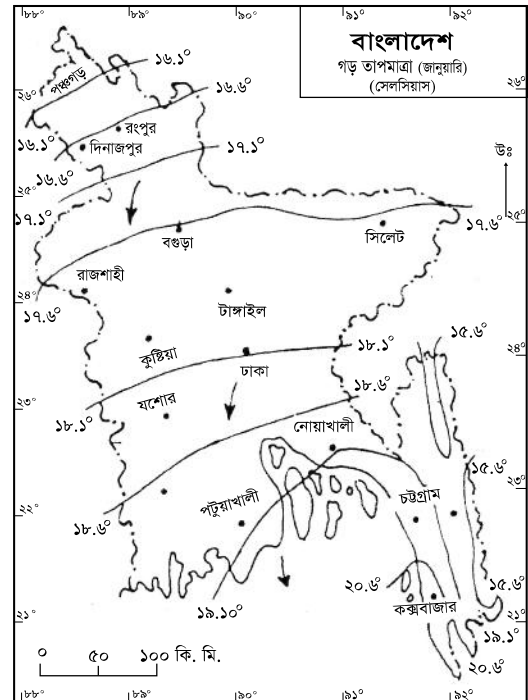 ৮৮° ৮৯° ৯০° ৯১° ৯২°
বাংলাদেশ
গড় তাপমাত্রা (জানুয়ারি)
(সেলসিয়াস)
১৬.১°
পঞ্চগড়
২৬° ১৬.৬° ২৬°
রংপুর
১৬.১° দিনাজপুর ১৭.১°
উঃ
১৬.৬°
২৫°
১৭.১° ১৭.৬° ২৫°
বগুড়া সিলেট
রাজশাহী
২৪°
১৭.৬° টাঙ্গাইল
১৫.৬°
কুষ্টিয়া ১৮.১° ২৪°
ঢাকা
১৮.৬°
যশোর
২৩°
১৮.১° নোয়াখালী
১৫.৬°
২৩°
পটুয়াখালী চট্টগ্রাম
২২°
১৮.৬°
২০.৬° ১৫.৬°
১৯.১০° কক্সবাজার
২১° ২১°
১৯.১°
০ ৫০ ১০০ কি. মি.
২০.৬°
৮৮° ৮৯° ৯০° ৯১° ৯২°